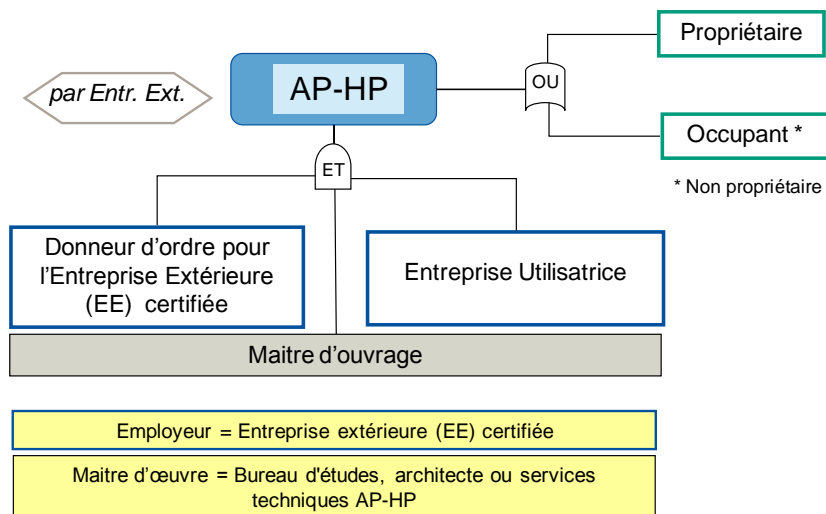 Propriétaire
par Entr. Ext.
AP-HP
OU
Occupant *
ET
* Non propriétaire
Donneur d'ordre pour
l'Entreprise Extérieure
(EE) certifiée
Entreprise Utilisatrice
Maitre d'ouvrage
Employeur = Entreprise extérieure (EE) certifiée
Maitre d'œuvre = Bureau d'études, architecte ou services
techniques AP-HP